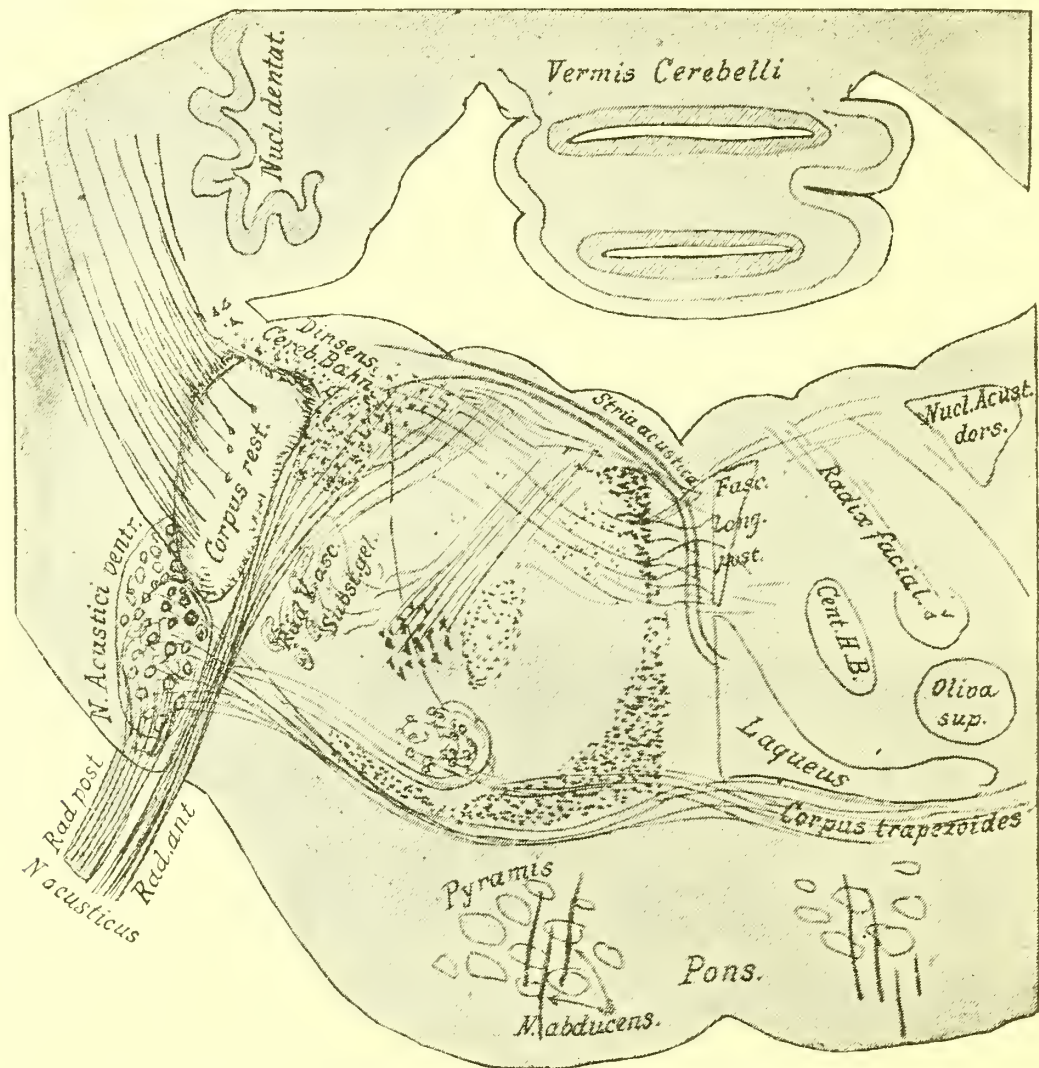 Nucl. dentat.
Vermis Cerebelli
Dir.sens.
Cereb. Bahn
Stria acustica
Nucl. Acust.
dors.
Corpus rest.
Fasc.
Long.
Post.
Radix facial.
N. Acustici ventr.
Rad V. asc.
Subst. gel.
Cent. H.B.
Oliva
sup.
Laqueus
Corpus trapezoides
Rad. post
Rad. ant
N acusticus
Pyramis
Pons.
N. abducens.